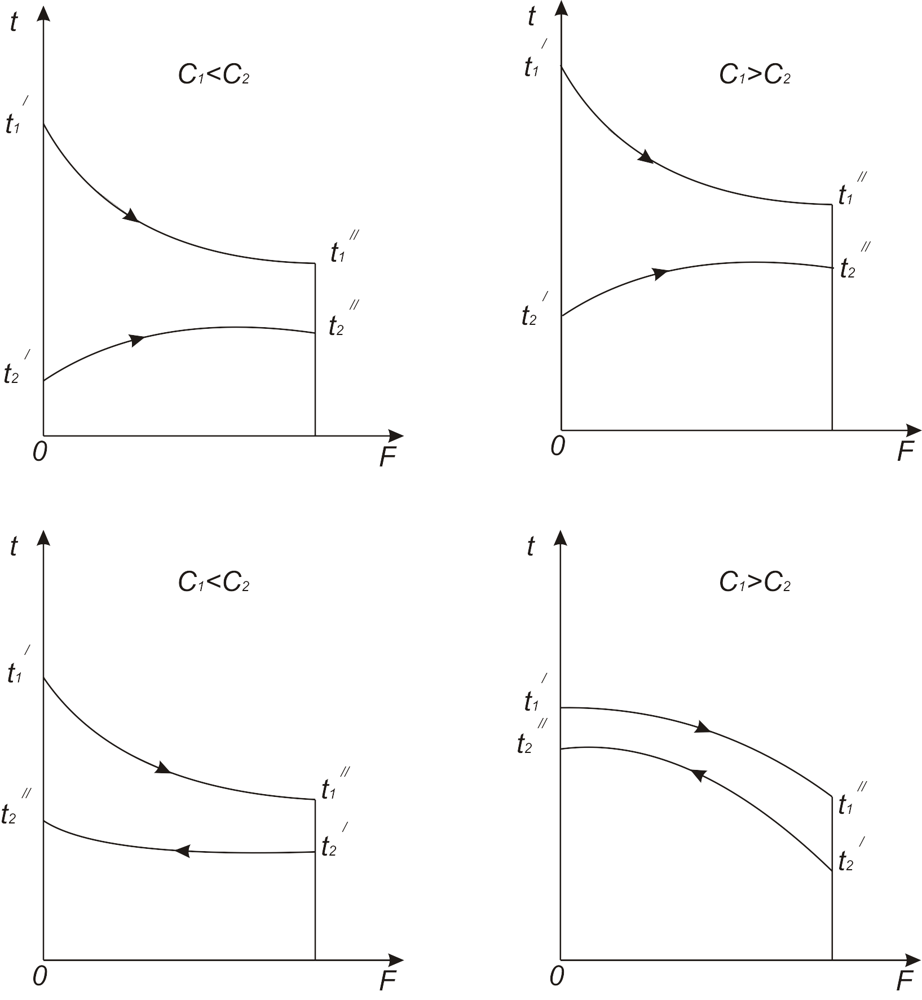 t
C₁<C₂
t₁′
t₁″
t₂″
t₂′
0
F
t
t₁′
C₁>C₂
t₁″
t₂″
t₂′
0
F
t
C₁<C₂
t₁′
t₁″
t₂″
t₂′
0
F
t
C₁>C₂
t₁′
t₂″
t₁″
t₂′
0
F